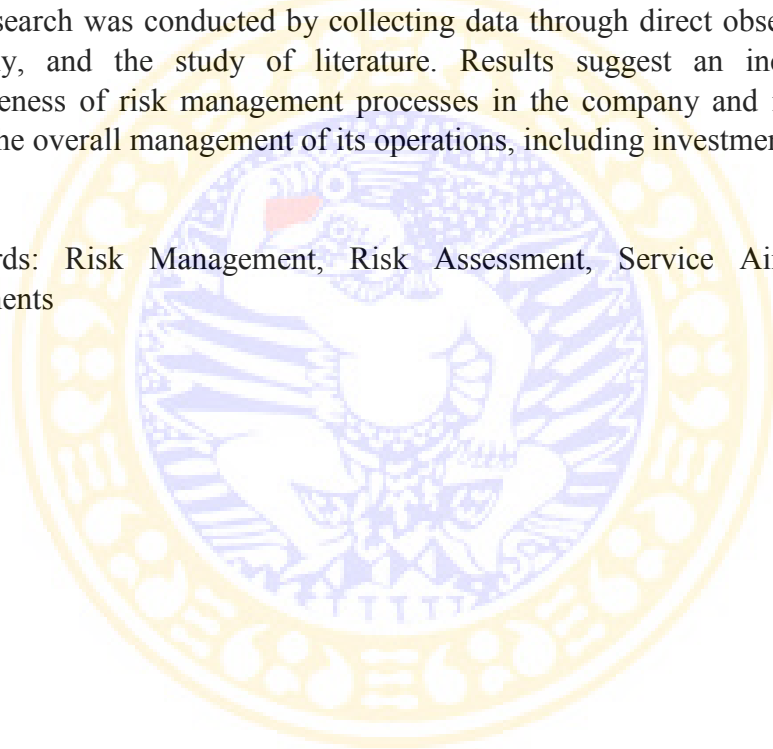 search was conducted by collecting data through direct obse
y, and the study of literature. Results suggest an inc
eness of risk management processes in the company and
he overall management of its operations, including investmen
rds: Risk Management, Risk Assessment, Service Ai
ents